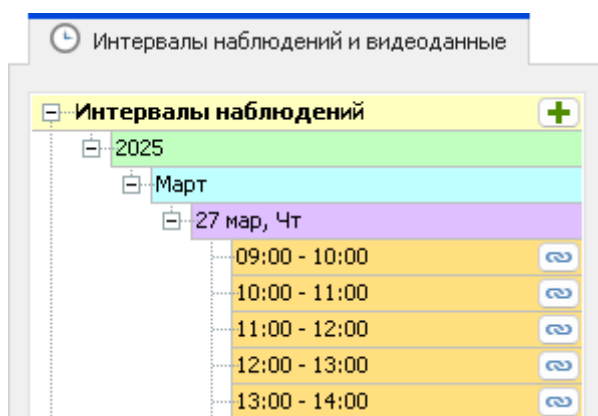 Интервалы наблюдений и видеоданные
Интервалы наблюдений
2025
Март
27 мар, Чт
09:00 - 10:00
10:00 - 11:00
11:00 - 12:00
12:00 - 13:00
13:00 - 14:00